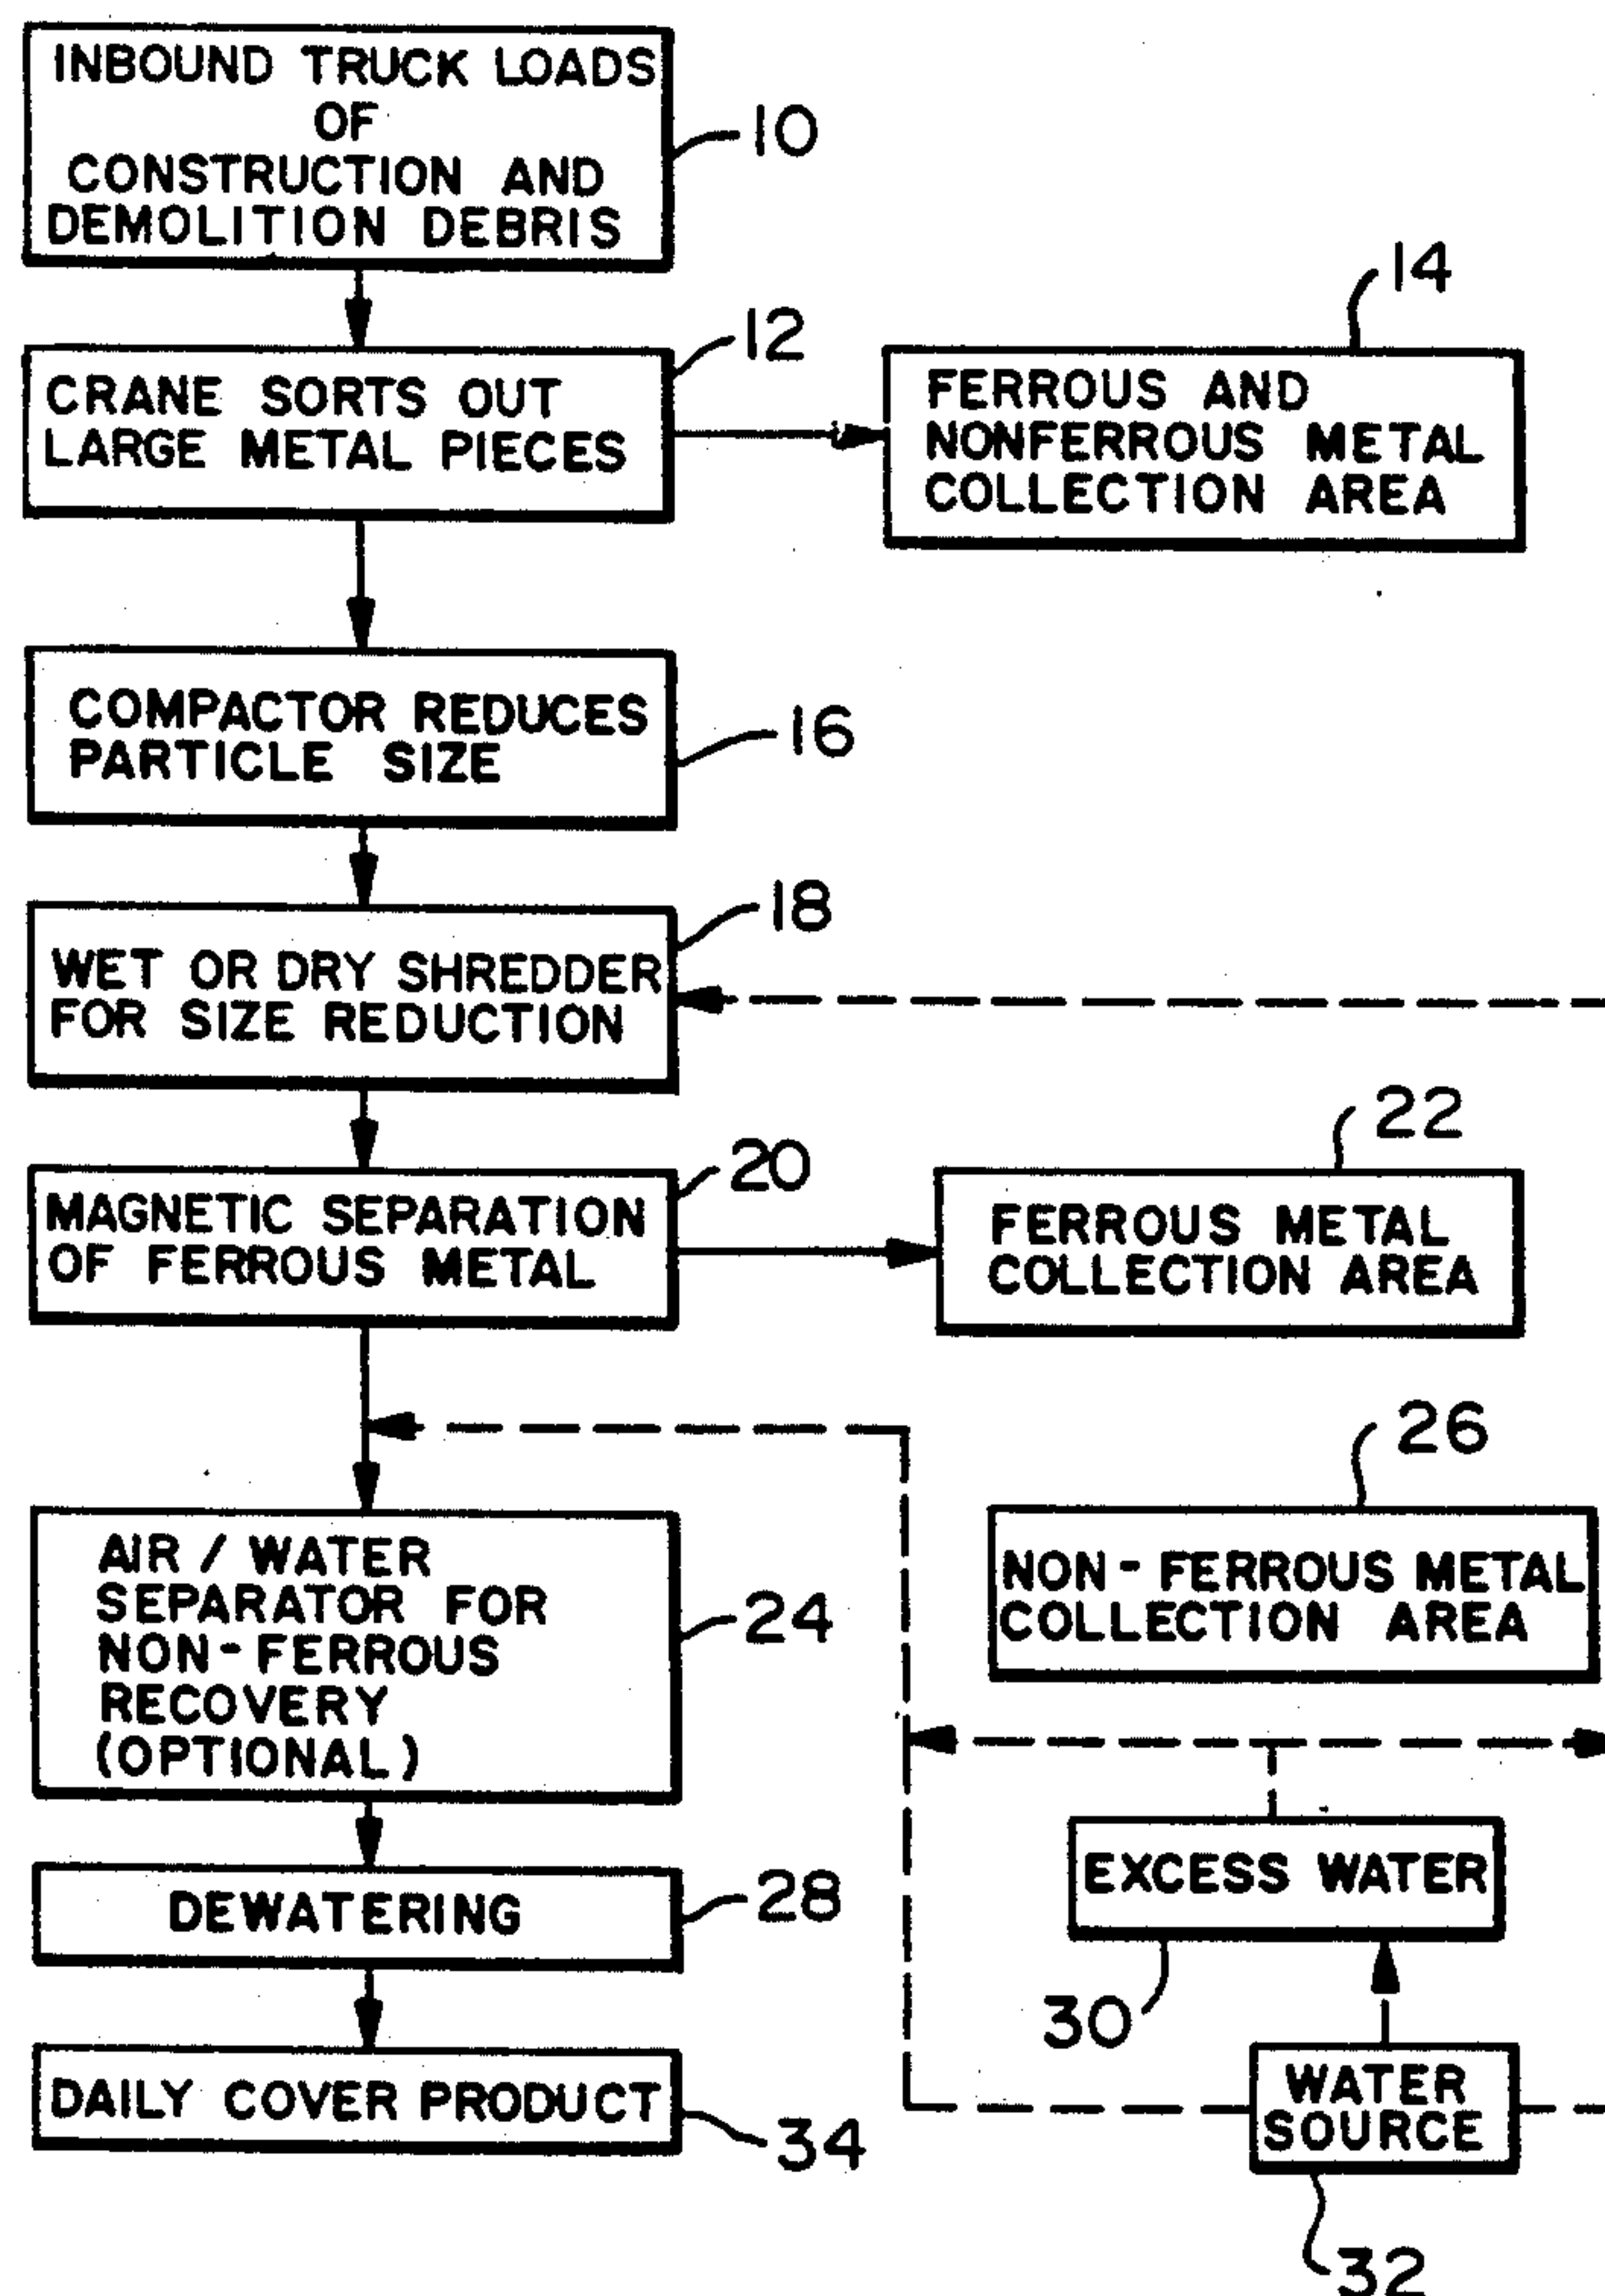 INBOUND TRUCK LOADS
OF
CONSTRUCTION AND
DEMOLITION DEBRIS
10
12
14
CRANE SORTS OUT
LARGE METAL PIECES
FERROUS AND
NONFERROUS METAL
COLLECTION AREA
COMPACTOR REDUCES
PARTICLE SIZE
16
18
WET OR DRY SHREDDER
FOR SIZE REDUCTION
20
22
MAGNETIC SEPARATION
OF FERROUS METAL
FERROUS METAL
COLLECTION AREA
26
AIR / WATER
SEPARATOR FOR
NON-FERROUS
RECOVERY
(OPTIONAL)
24
NON-FERROUS METAL
COLLECTION AREA
DEWATERING
28
EXCESS WATER
30
DAILY COVER PRODUCT
34
WATER
SOURCE
32